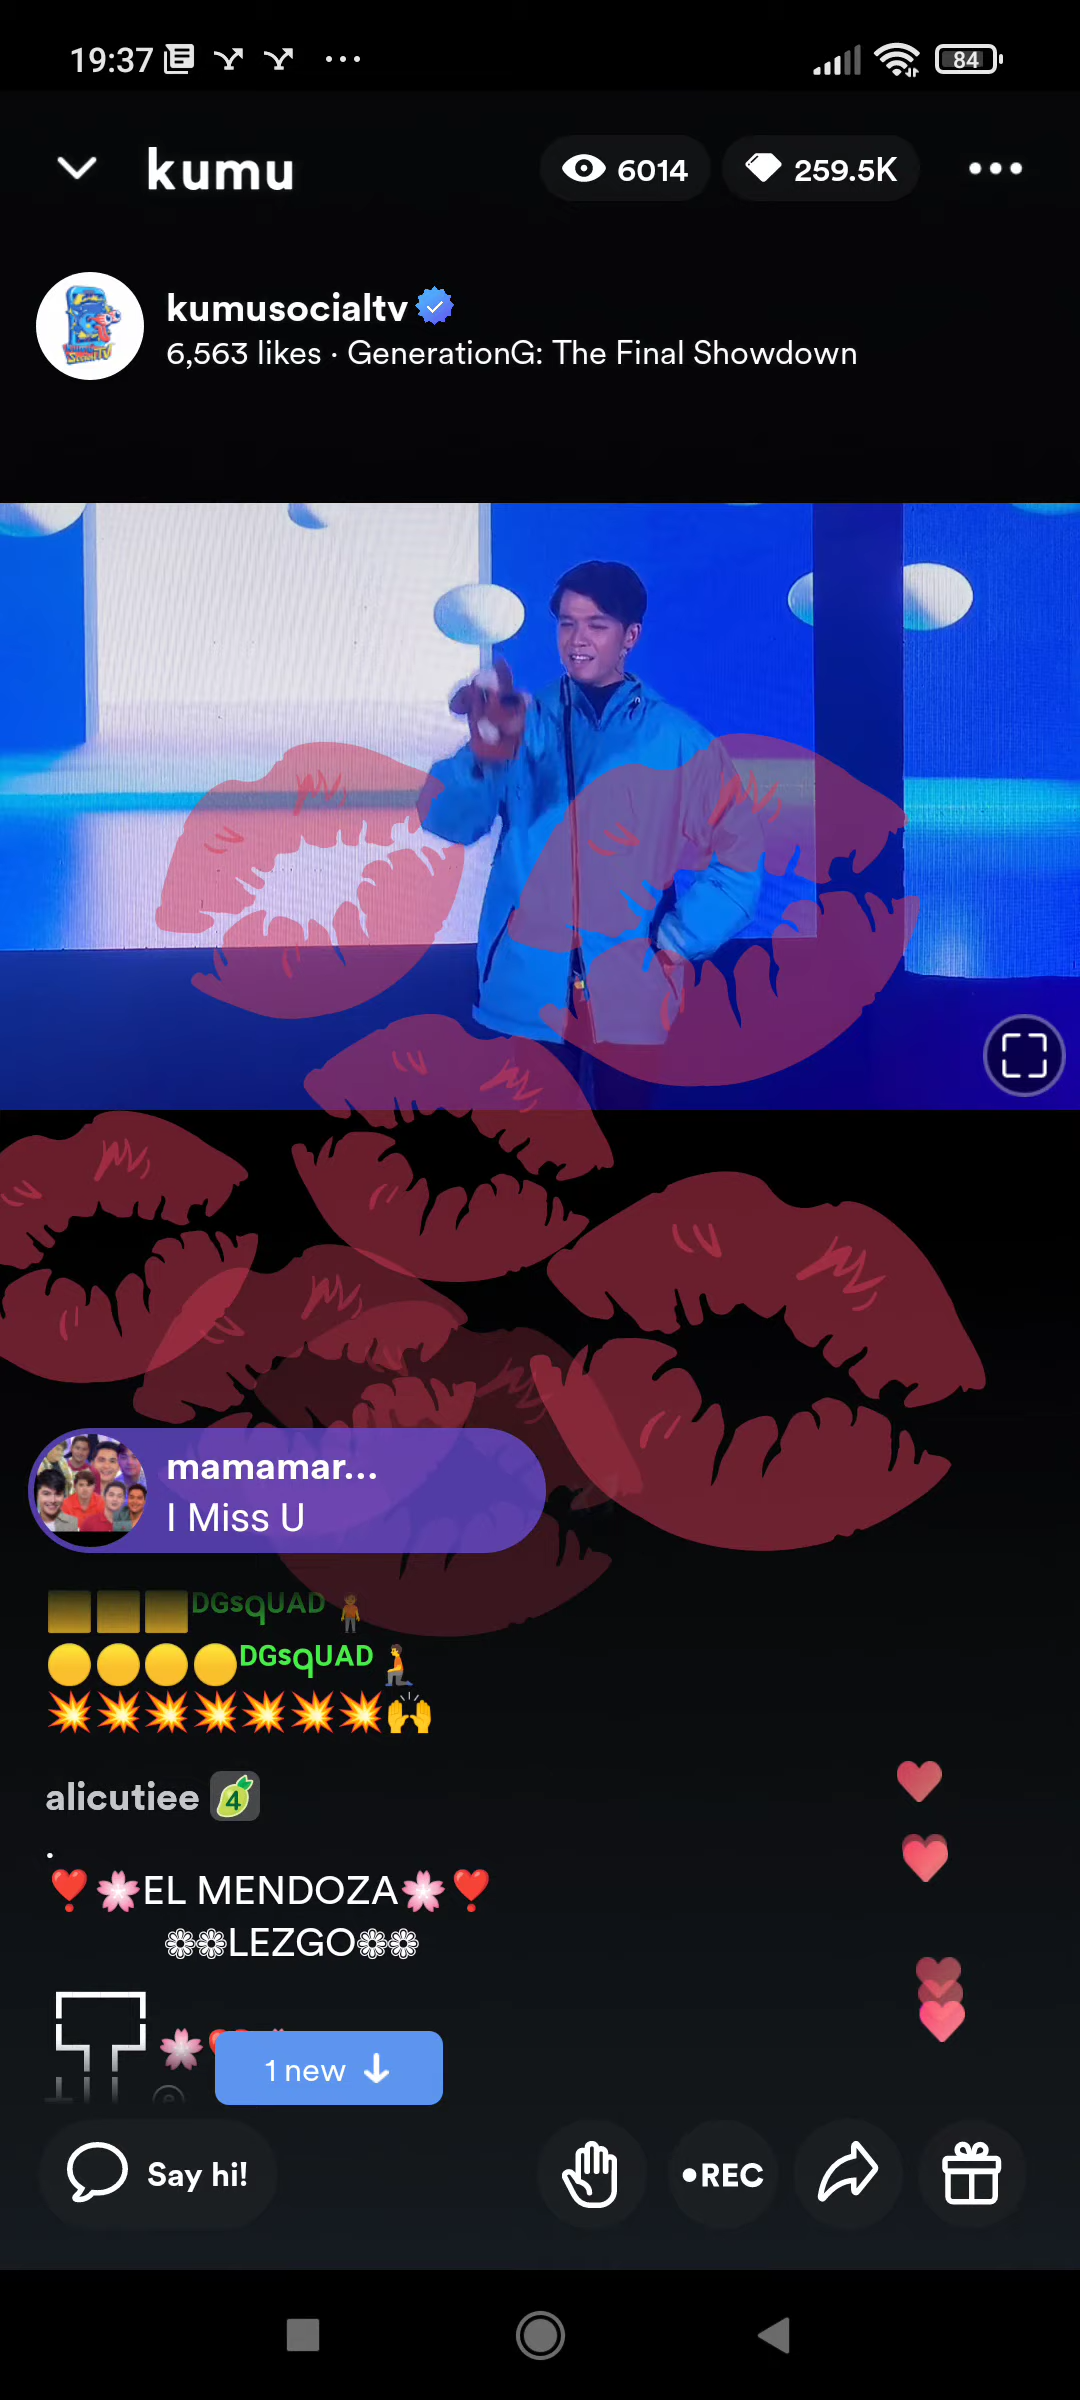 19:37
84
kumu
6014
259.5K
kumusocialtv
6,563 likes · GenerationG: The Final Showdown
mamamar...
I Miss U
🟨🟨🟨ᴰᴳˢqᵁᴬᴰ🧍
🟡🟡🟡🟡ᴰᴳˢqᵁᴬᴰ🧎
💥💥💥💥💥💥💥🙌
alicutiee 4
.
❣️🌸EL MENDOZA🌸❣️
❁❁LEZGO❁❁
1 new
Say hi!
•REC